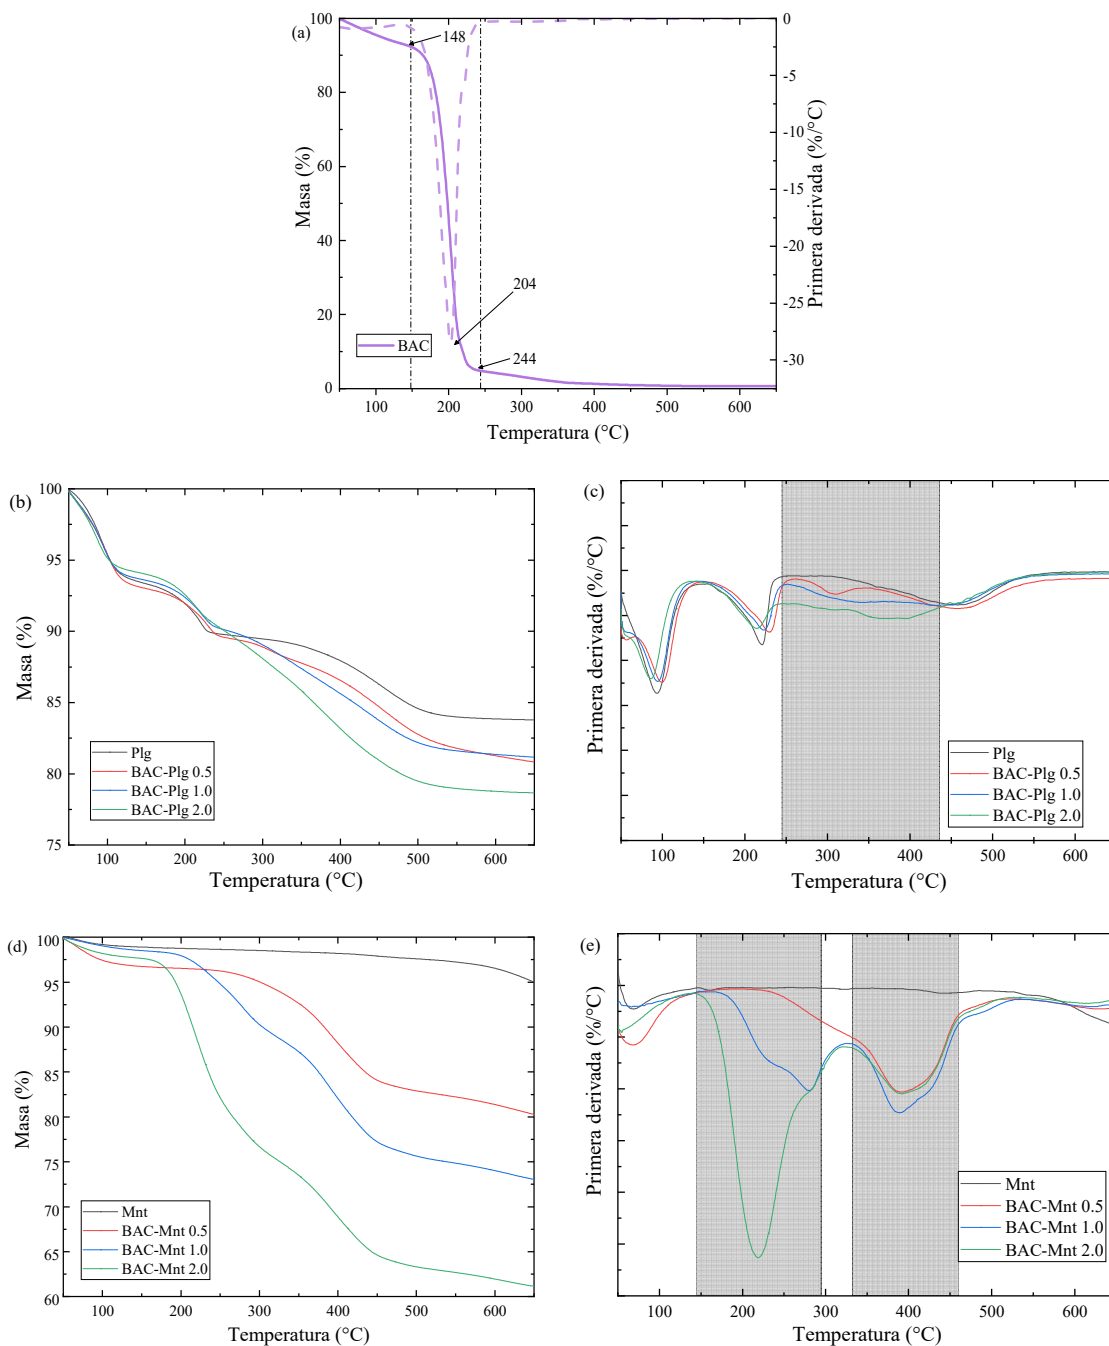 (a)
100
80
60
40
20
0
Masa (%)
148
204
244
BAC
0
-5
-10
-15
-20
-25
-30
Primera derivada (%/°C)
100 200 300 400 500 600
Temperatura (°C)
(b)
100
95
90
85
80
75
Masa (%)
Plg
BAC-Plg 0.5
BAC-Plg 1.0
BAC-Plg 2.0
100 200 300 400 500 600
Temperatura (°C)
(c)
Primera derivada (%/°C)
Plg
BAC-Plg 0.5
BAC-Plg 1.0
BAC-Plg 2.0
100 200 300 400 500 600
Temperatura (°C)
(d)
100
95
90
85
80
75
70
65
60
Masa (%)
Mnt
BAC-Mnt 0.5
BAC-Mnt 1.0
BAC-Mnt 2.0
100 200 300 400 500 600
Temperatura (°C)
(e)
Primera derivada (%/°C)
Mnt
BAC-Mnt 0.5
BAC-Mnt 1.0
BAC-Mnt 2.0
100 200 300 400 500 600
Temperatura (°C)